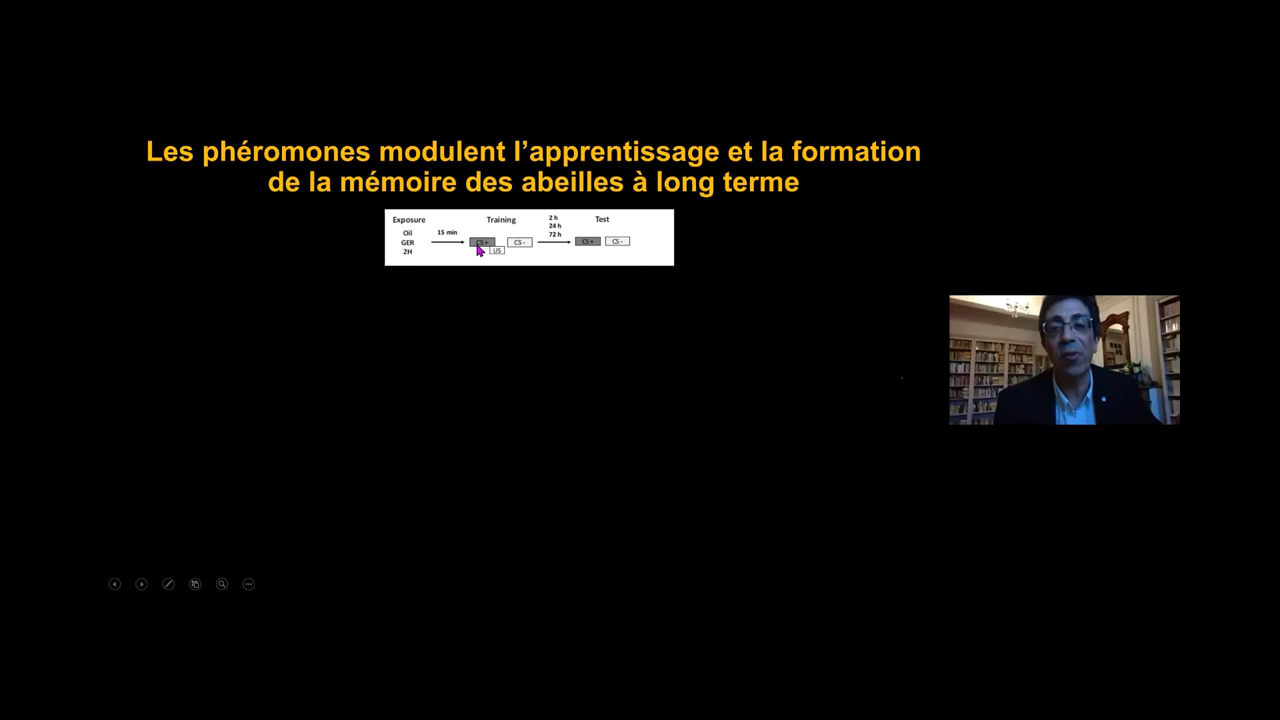 Les phéromones modulent l’apprentissage et la formation
de la mémoire des abeilles à long terme
Exposure
Training
Test
Oil
GER
2H
15 min
CS +
US
CS -
2 h
24 h
72 h
CS +
CS -